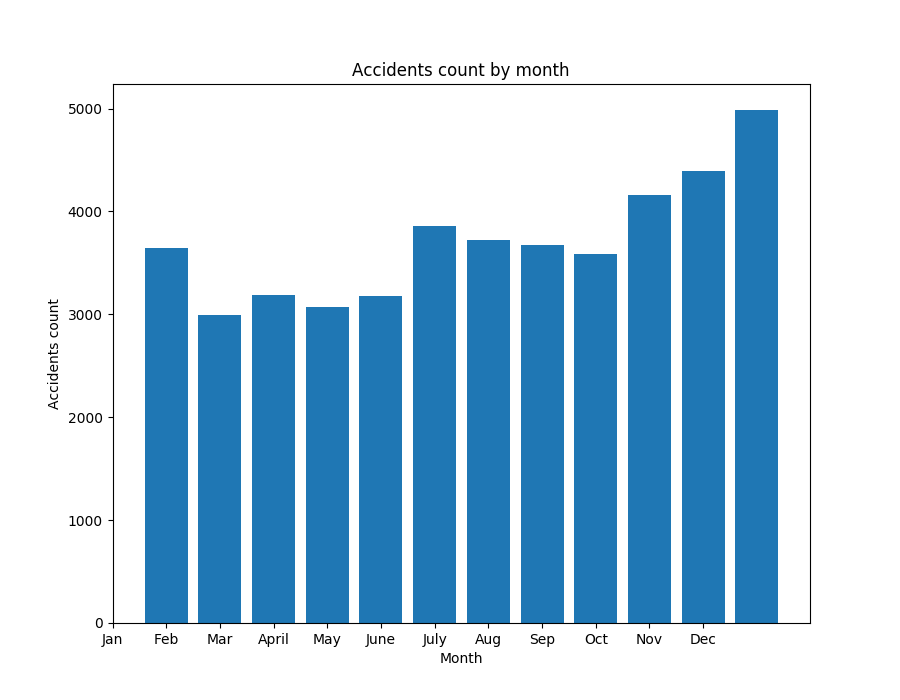 Accidents count by month
Accidents count
5000
4000
3000
2000
1000
0
Jan Feb Mar April May June July Aug Sep Oct Nov Dec
Month